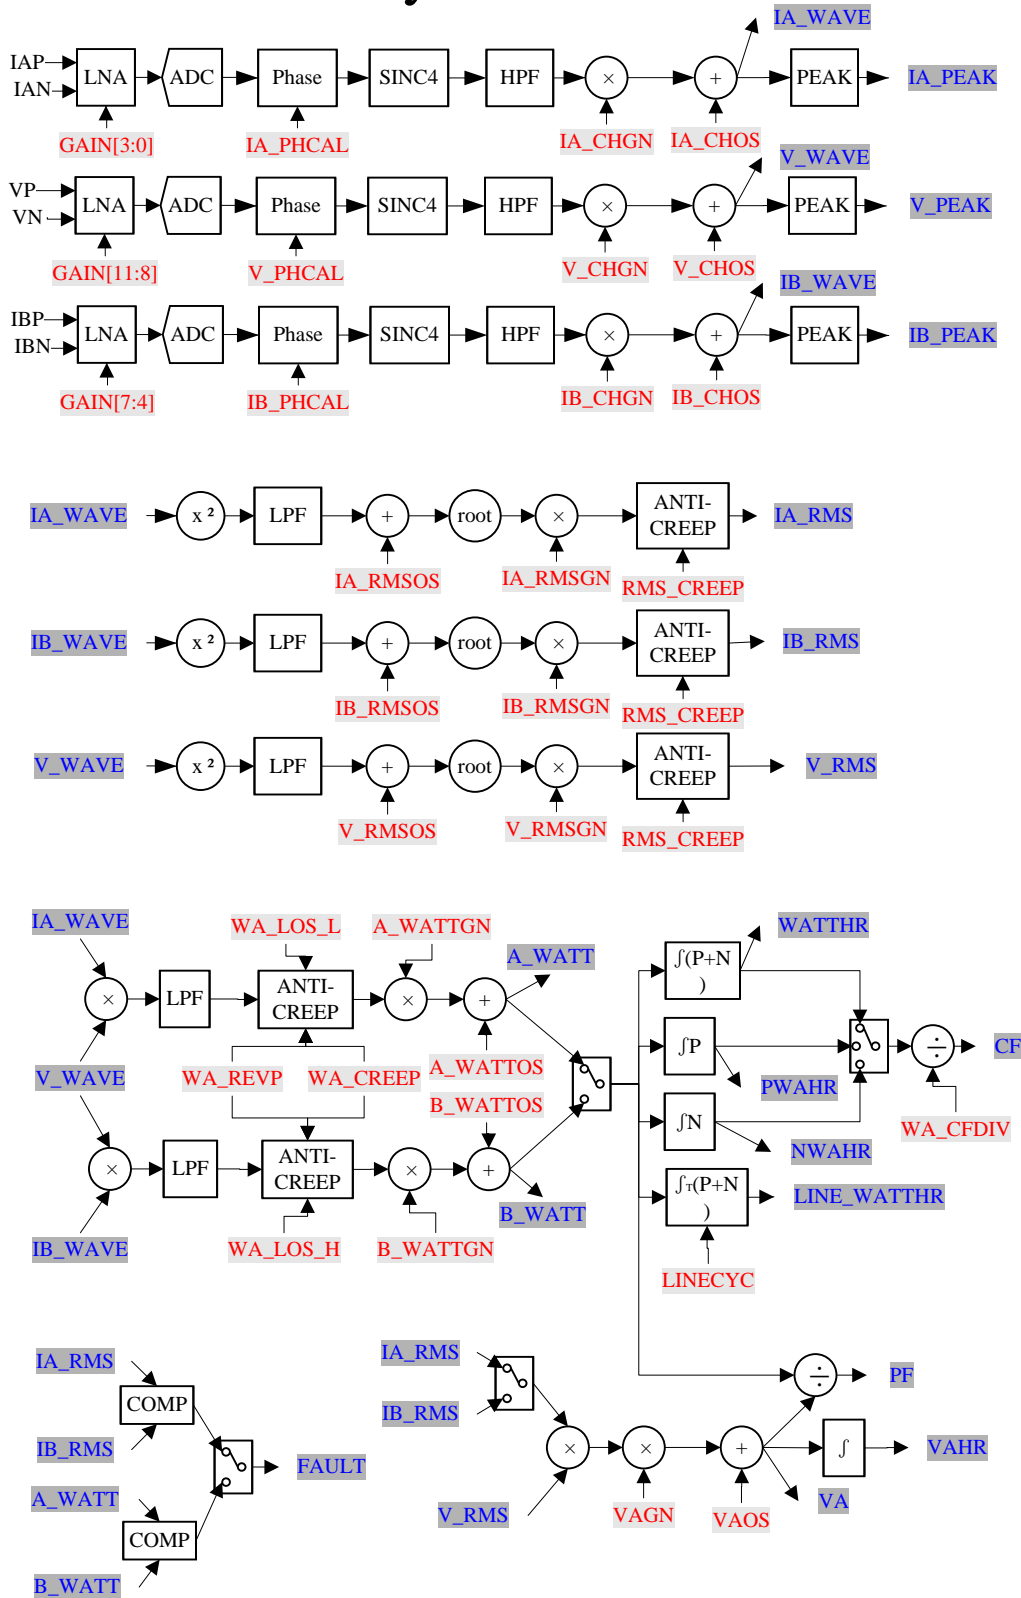 IA_WAVE
IAP
IAN
LNA
ADC
Phase
SINC4
HPF
×
+
PEAK
IA_PEAK
GAIN[3:0]
IA_PHCAL
IA_CHGN
IA_CHOS
V_WAVE
VP
VN
LNA
ADC
Phase
SINC4
HPF
×
+
PEAK
V_PEAK
GAIN[11:8]
V_PHCAL
V_CHGN
V_CHOS
IB_WAVE
IBP
IBN
LNA
ADC
Phase
SINC4
HPF
×
+
PEAK
IB_PEAK
GAIN[7:4]
IB_PHCAL
IB_CHGN
IB_CHOS
IA_WAVE
x ²
LPF
+
root
×
ANTI-
CREEP
IA_RMS
IA_RMSOS
IA_RMSGN
RMS_CREEP
IB_WAVE
x ²
LPF
+
root
×
ANTI-
CREEP
IB_RMS
IB_RMSOS
IB_RMSGN
RMS_CREEP
V_WAVE
x ²
LPF
+
root
×
ANTI-
CREEP
V_RMS
V_RMSOS
V_RMSGN
RMS_CREEP
IA_WAVE
WA_LOS_L
A_WATTGN
A_WATT
WATTHR
×
LPF
ANTI-
CREEP
×
+
∫(P+N
)
V_WAVE
WA_REVP
WA_CREEP
A_WATTOS
B_WATTOS
∫P
PWAHR
÷
CF
WA_CFDIV
∫N
NWAHR
×
LPF
ANTI-
CREEP
×
+
B_WATT
∫T(P+N
)
LINE_WATTHR
IB_WAVE
WA_LOS_H
B_WATTGN
LINECYC
IA_RMS
COMP
IB_RMS
FAULT
A_WATT
COMP
B_WATT
IA_RMS
IB_RMS
÷
PF
×
×
+
∫
VAHR
VA
V_RMS
VAGN
VAOS